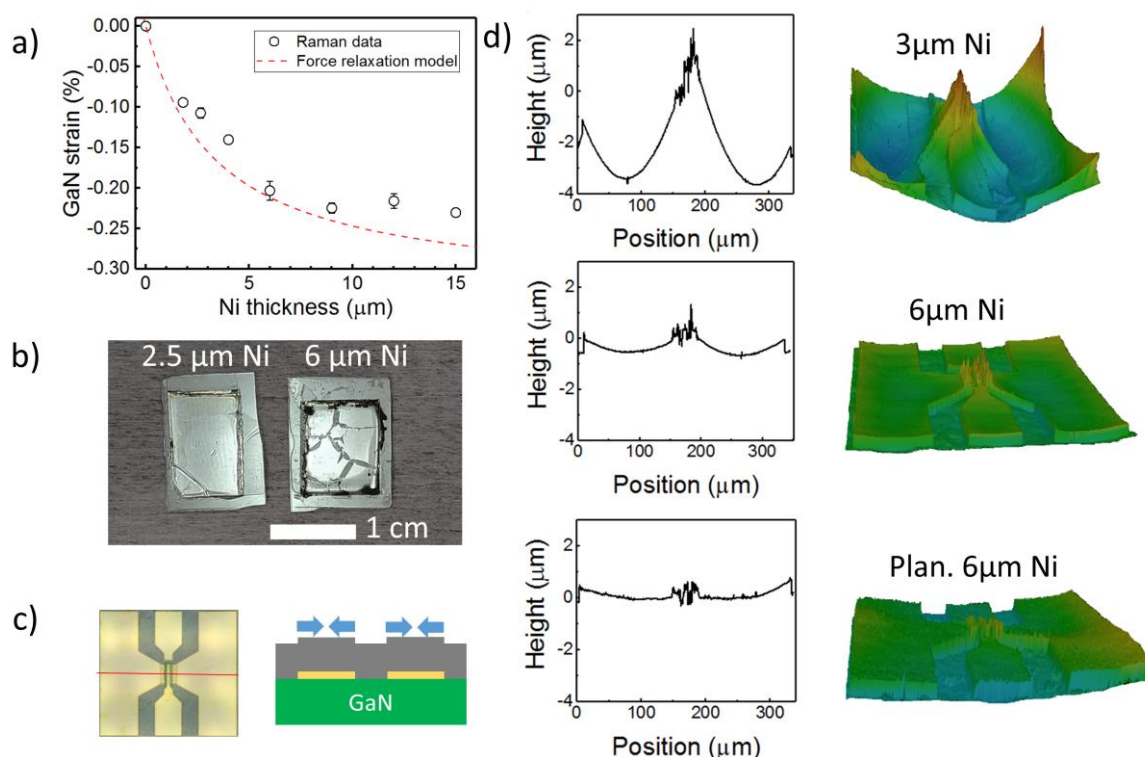 a)
0.00
-0.05
-0.10
-0.15
-0.20
-0.25
-0.30
GaN strain (%)
Raman data
Force relaxation model
0
5
10
15
Ni thickness (μm)
b)
2.5 μm Ni
6 μm Ni
1 cm
c)
GaN
d)
Height (μm)
2
0
-2
-4
0
100
200
300
Position (μm)
3μm Ni
Height (μm)
2
0
-2
-4
0
100
200
300
Position (μm)
6μm Ni
Height (μm)
2
0
-2
-4
0
100
200
300
Position (μm)
Plan. 6μm Ni